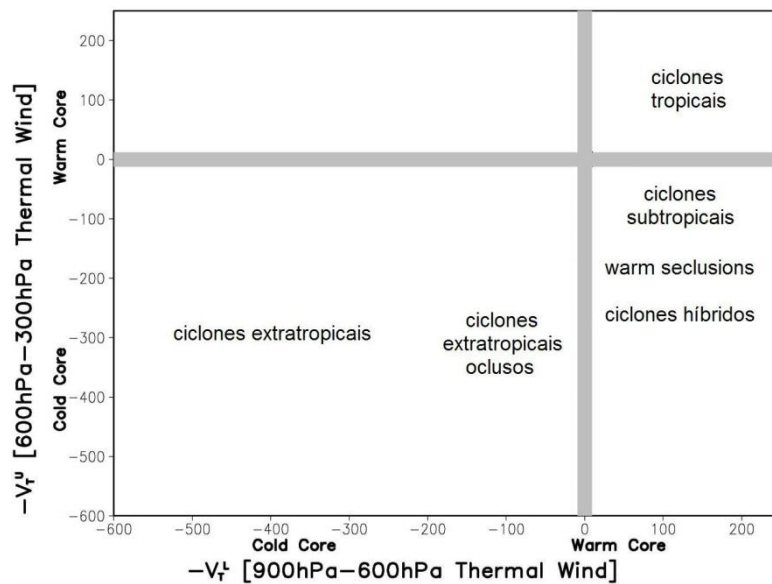 200
100
0
−100
−200
−300
−400
−500
−600
−600 −500 −400 −300 −200 −100 0 100 200
Warm Core
Cold Core
−V_T^U [600hPa−300hPa Thermal Wind]
ciclones
tropicais
ciclones
subtropicais
warm seclusions
ciclones híbridos
ciclones extratropicais
ciclones
extratropicais
oclusos
Cold Core Warm Core
−V_T^L [900hPa−600hPa Thermal Wind]